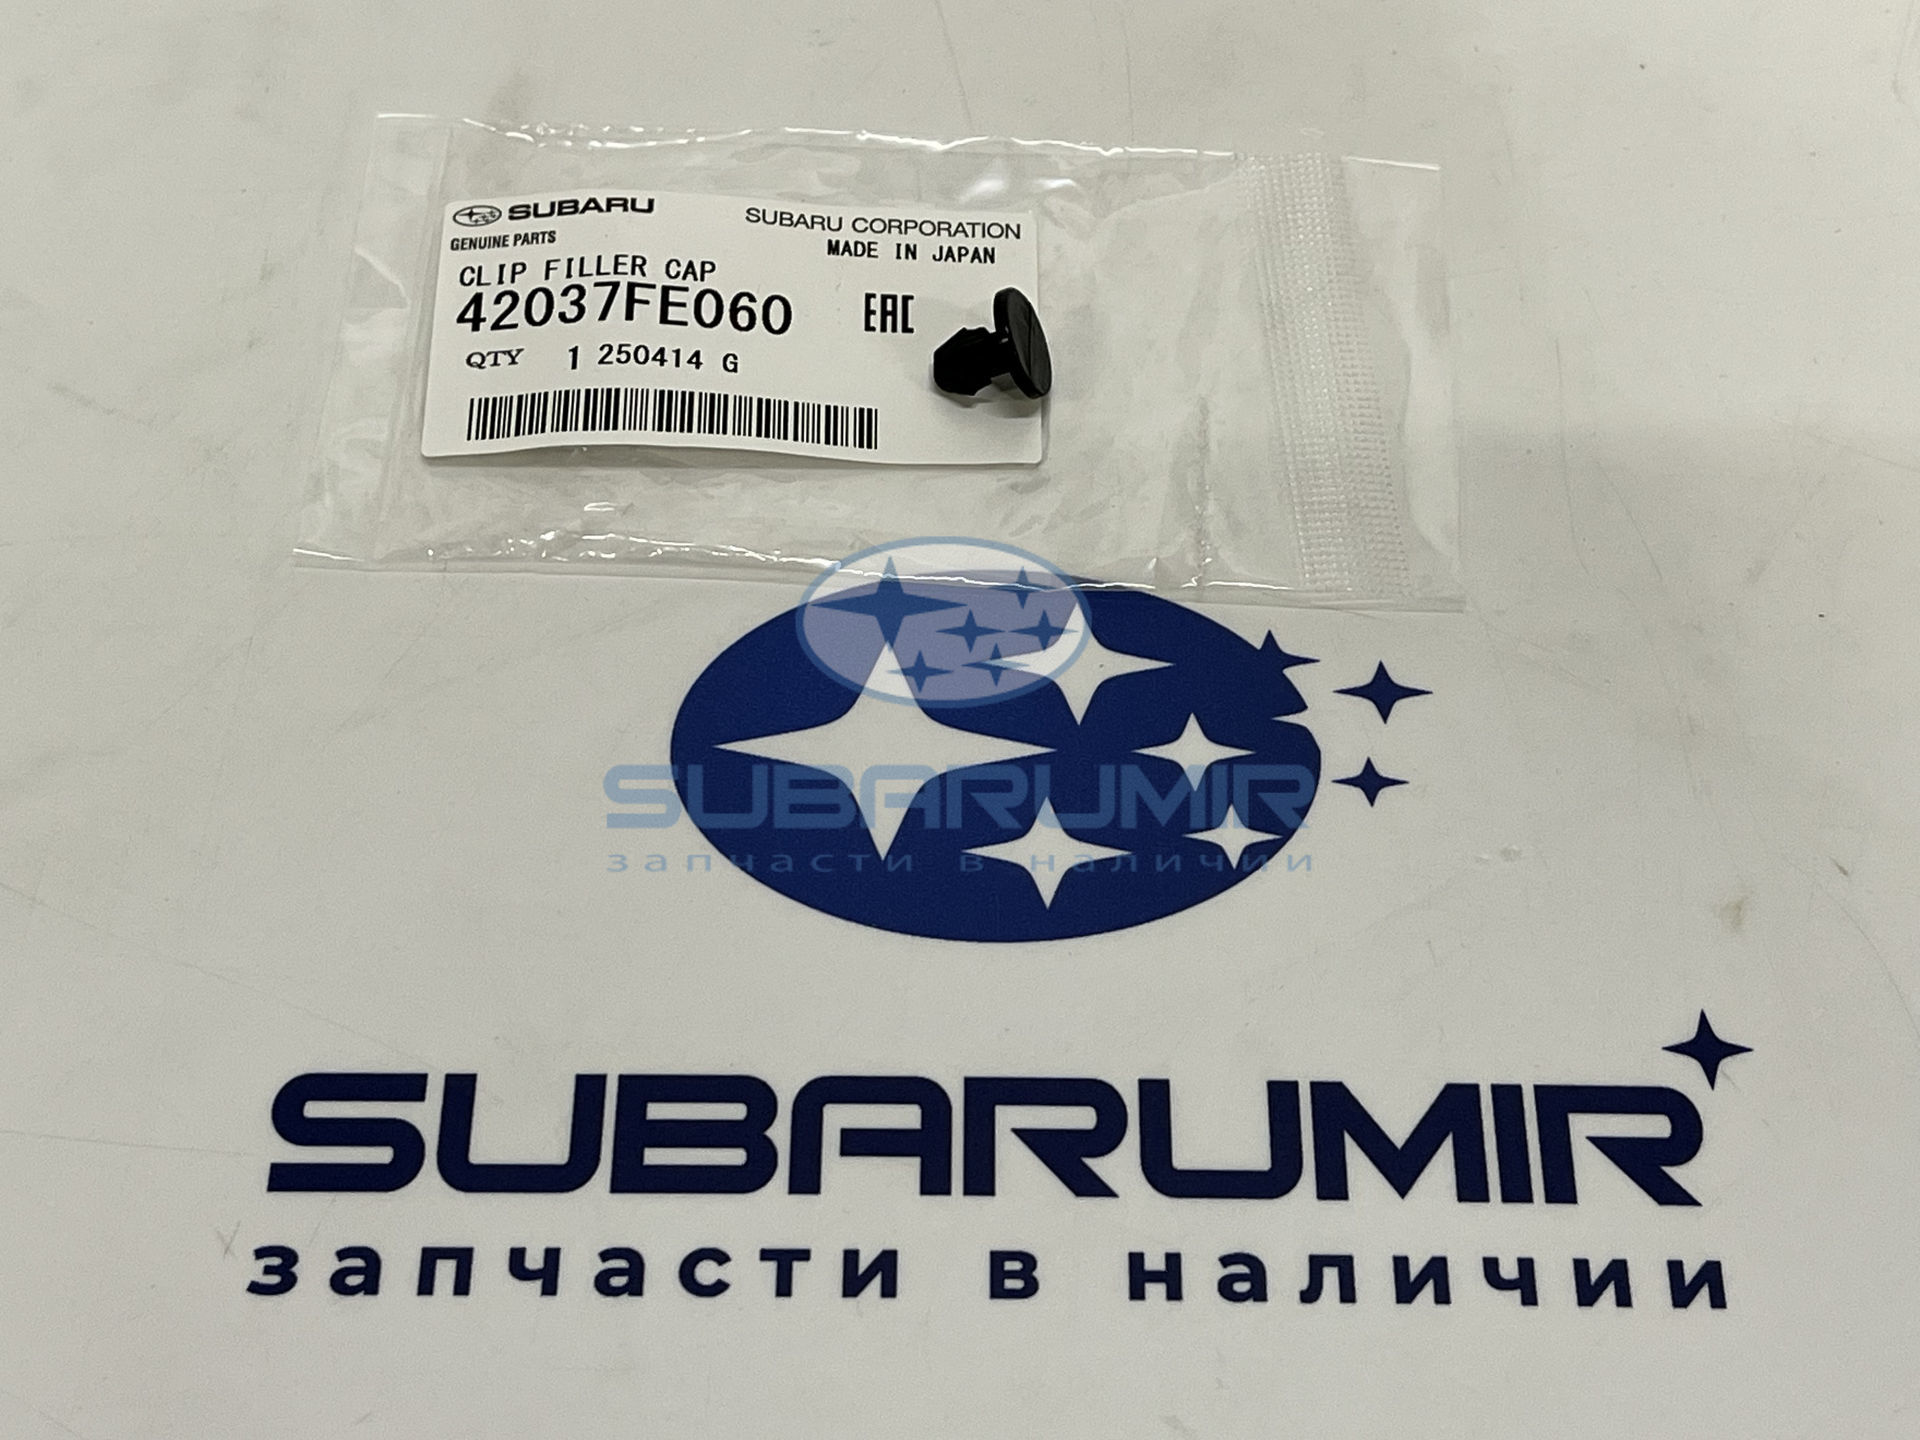 SUBARU
SUBARU CORPORATION
GENUINE PARTS
MADE IN JAPAN
CLIP FILLER CAP
42037FE060
EAC
QTY 1 250414 G
SUBARUMIR
запчасти в наличии
SUBARUMIR
запчасти в наличии